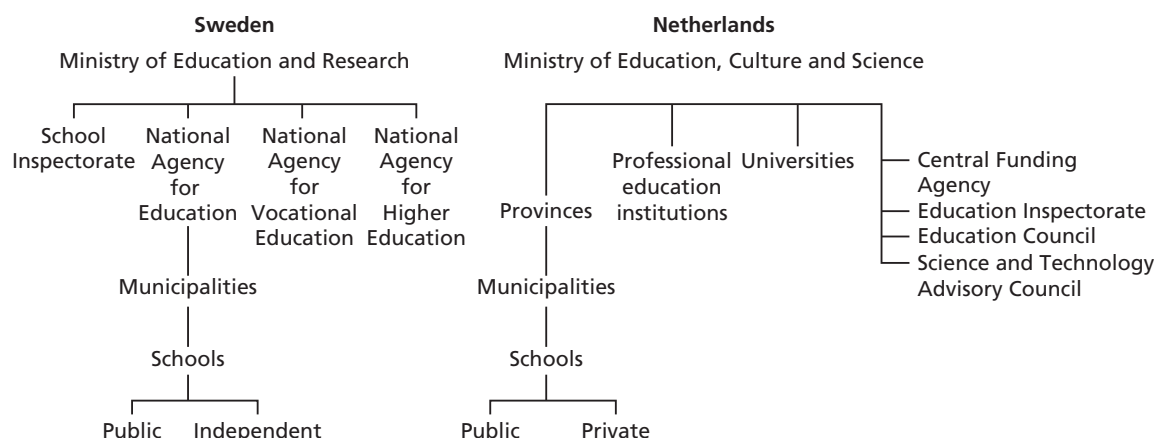 Sweden
Ministry of Education and Research
School
Inspectorate
National
Agency
for
Education
National
Agency
for
Vocational
Education
National
Agency
for
Higher
Education
Municipalities
Schools
Public
Independent
Netherlands
Ministry of Education, Culture and Science
Provinces
Professional
education
institutions
Universities
Central Funding
Agency
Education Inspectorate
Education Council
Science and Technology
Advisory Council
Municipalities
Schools
Public
Private